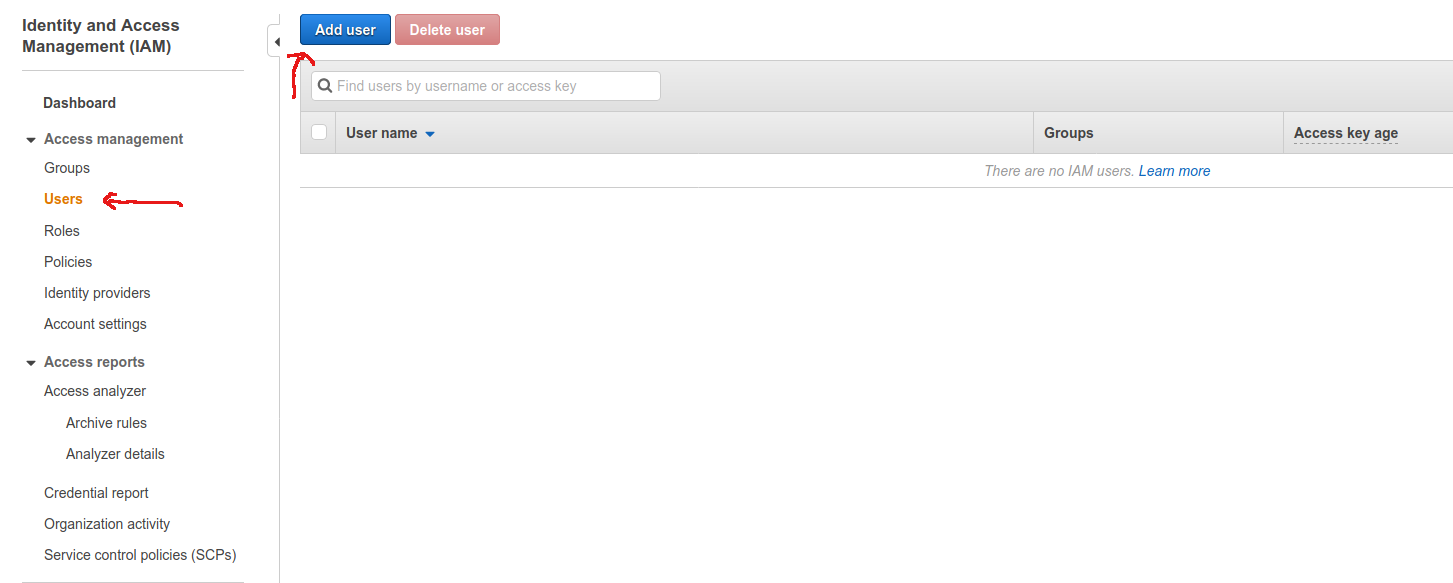 Identity and Access
Management (IAM)
Dashboard
Access management
Groups
Users
Roles
Policies
Identity providers
Account settings
Access reports
Access analyzer
Archive rules
Analyzer details
Credential report
Organization activity
Service control policies (SCPs)
Add user
Delete user
Find users by username or access key
User name
Groups
Access key age
There are no IAM users. Learn more